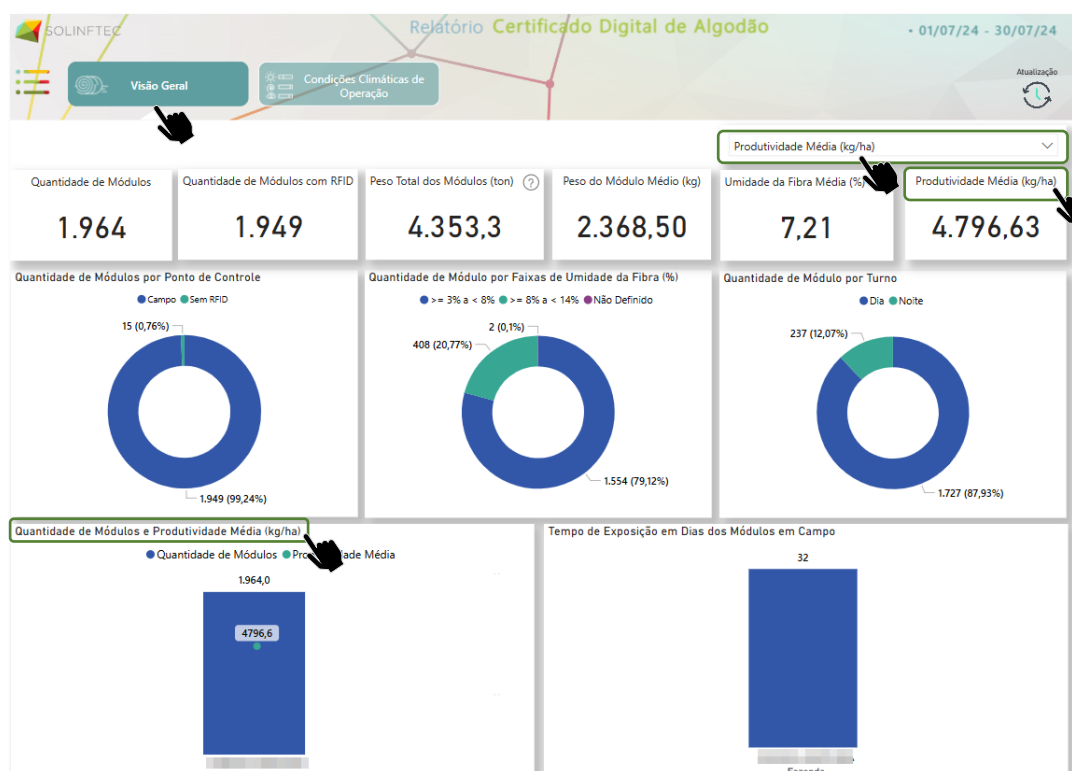 SOLINFTEC
Relatório Certificado Digital de Algodão
• 01/07/24 - 30/07/24
Visão Geral
Condições Climáticas de
Operação
Atualização
Produtividade Média (kg/ha)
Quantidade de Módulos
1.964
Quantidade de Módulos com RFID
1.949
Peso Total dos Módulos (ton) ?
4.353,3
Peso do Módulo Médio (kg)
2.368,50
Umidade da Fibra Média (%)
7,21
Produtividade Média (kg/ha)
4.796,63
Quantidade de Módulos por Ponto de Controle
Campo Sem RFID
15 (0,76%)
1.949 (99,24%)
Quantidade de Módulo por Faixas de Umidade da Fibra (%)
>= 3% a < 8% >= 8% a < 14% Não Definido
2 (0,1%)
408 (20,77%)
1.554 (79,12%)
Quantidade de Módulo por Turno
Dia Noite
237 (12,07%)
1.727 (87,93%)
Quantidade de Módulos e Produtividade Média (kg/ha)
Quantidade de Módulos Média
1.964,0
4796,6
Tempo de Exposição em Dias dos Módulos em Campo
32